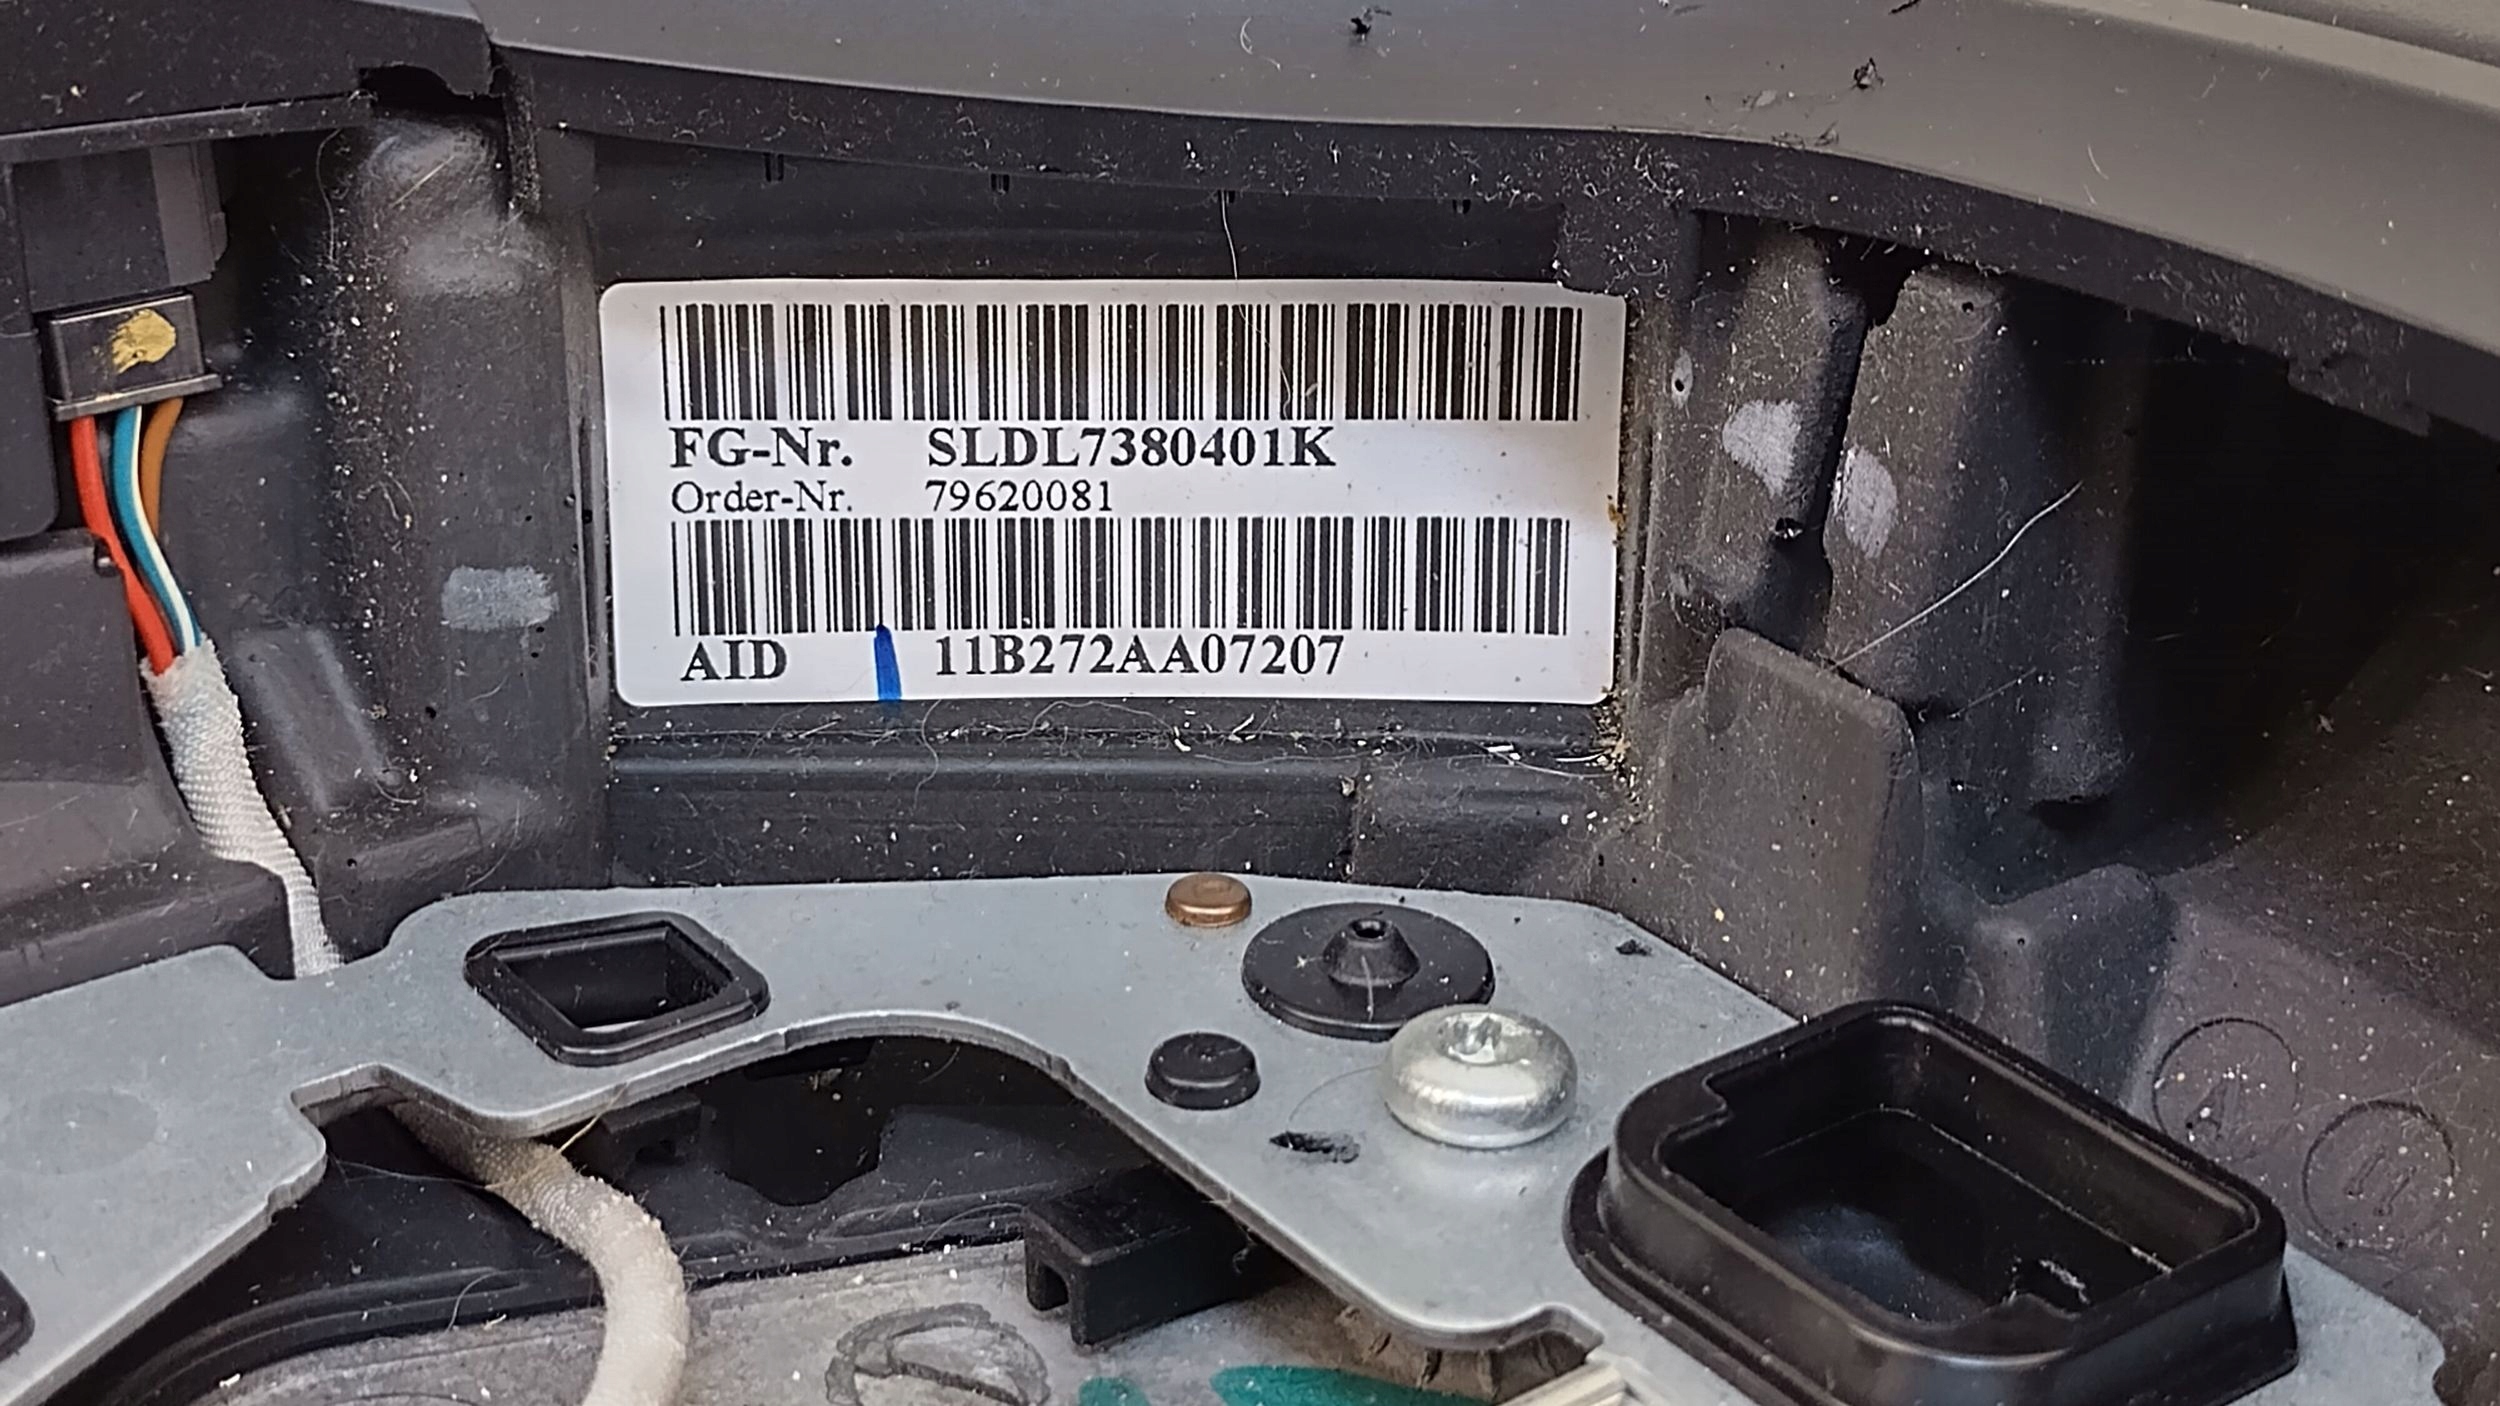 FG-Nr. SLDL7380401K
Order-Nr. 79620081
AID 11B272AA07207
A